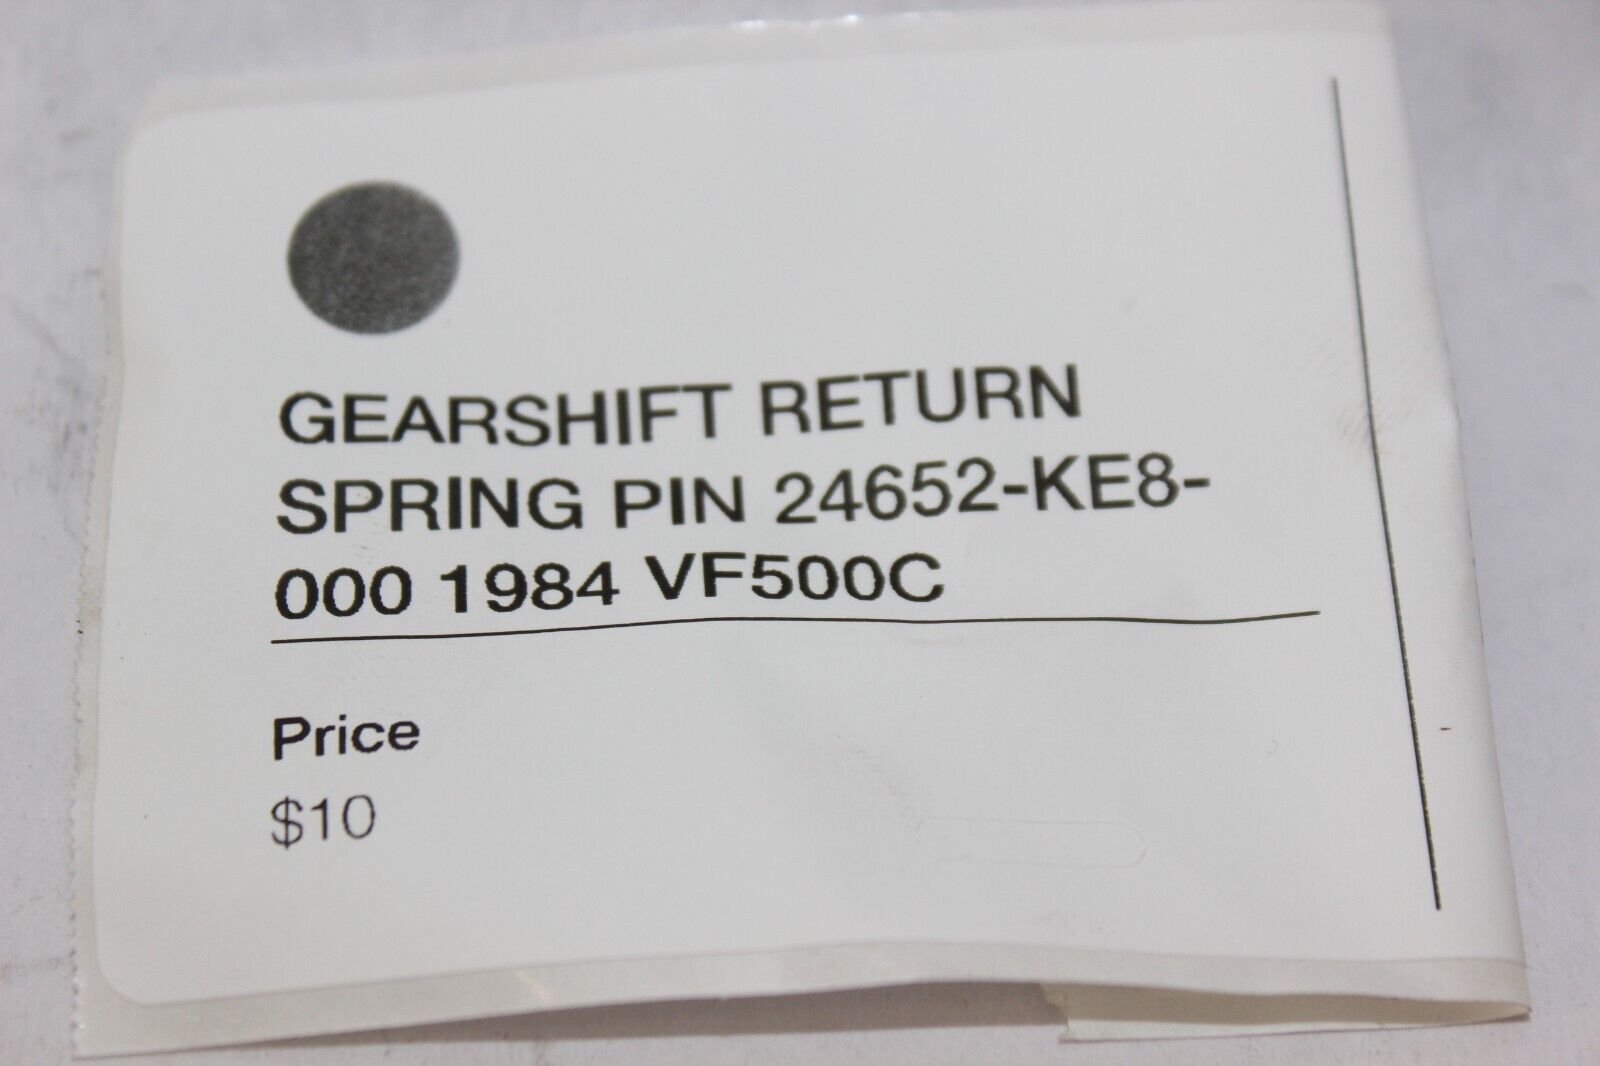 GEARSHIFT RETURN
SPRING PIN 24652-KE8-
000 1984 VF500C
Price
$10